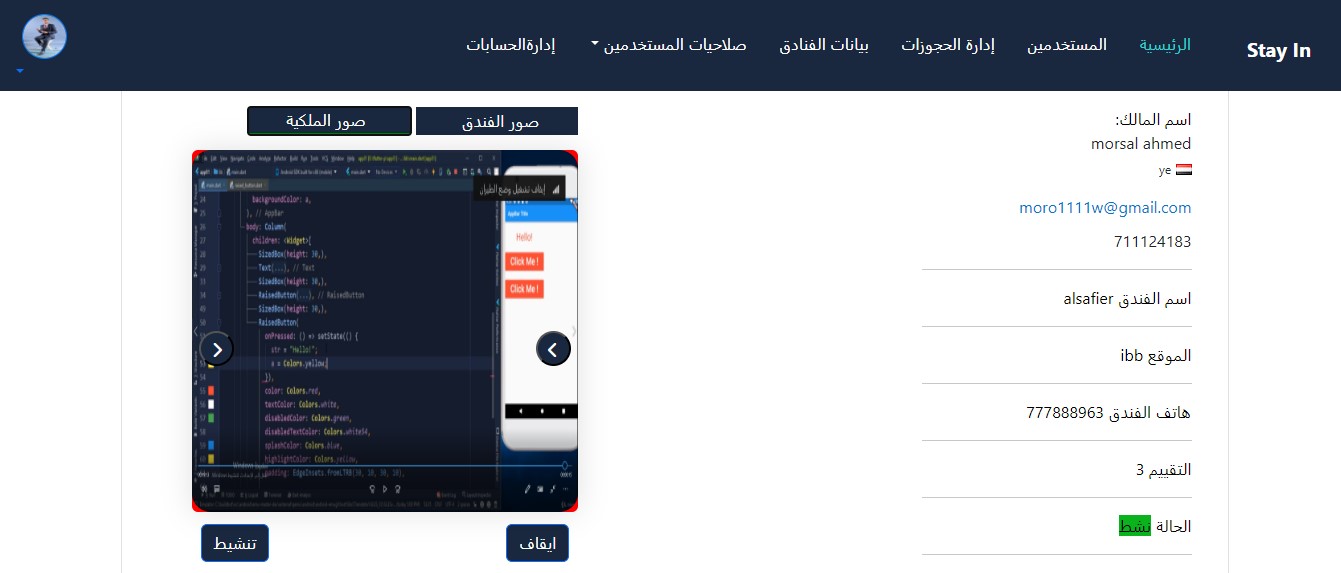 Stay In
الرئيسية
المستخدمين
إدارة الحجوزات
بيانات الفنادق
صلاحيات المستخدمين
إدارةالحسابات
اسم المالك:
morsal ahmed
ye
moro1111w@gmail.com
711124183
اسم الفندق alsafier
الموقع ibb
هاتف الفندق 777888963
التقييم 3
الحالة نشط
صور الفندق
صور الملكية
إيقاف تشغيل وضع الطيران
backgroundColor: a,
), // AppBar
body: Column(
children: <Widget>[
SizedBox(height: 30,),
Text(...), // Text
SizedBox(height: 30,),
RaisedButton(...), // RaisedButton
SizedBox(height: 30,),
RaisedButton(
onPressed: () => setState(() {
str = "Hello!";
a = Colors.yellow;
}),
color: Colors.red,
textColor: Colors.white,
disabledColor: Colors.green,
disabledTextColor: Colors.white54,
splashColor: Colors.blue,
highlightColor: Colors.yellow,
padding: EdgeInsets.fromLTRB(30, 10, 30, 10),
AppBar Title
Hello!
Click Me !
Click Me !
ايقاف
تنشيط